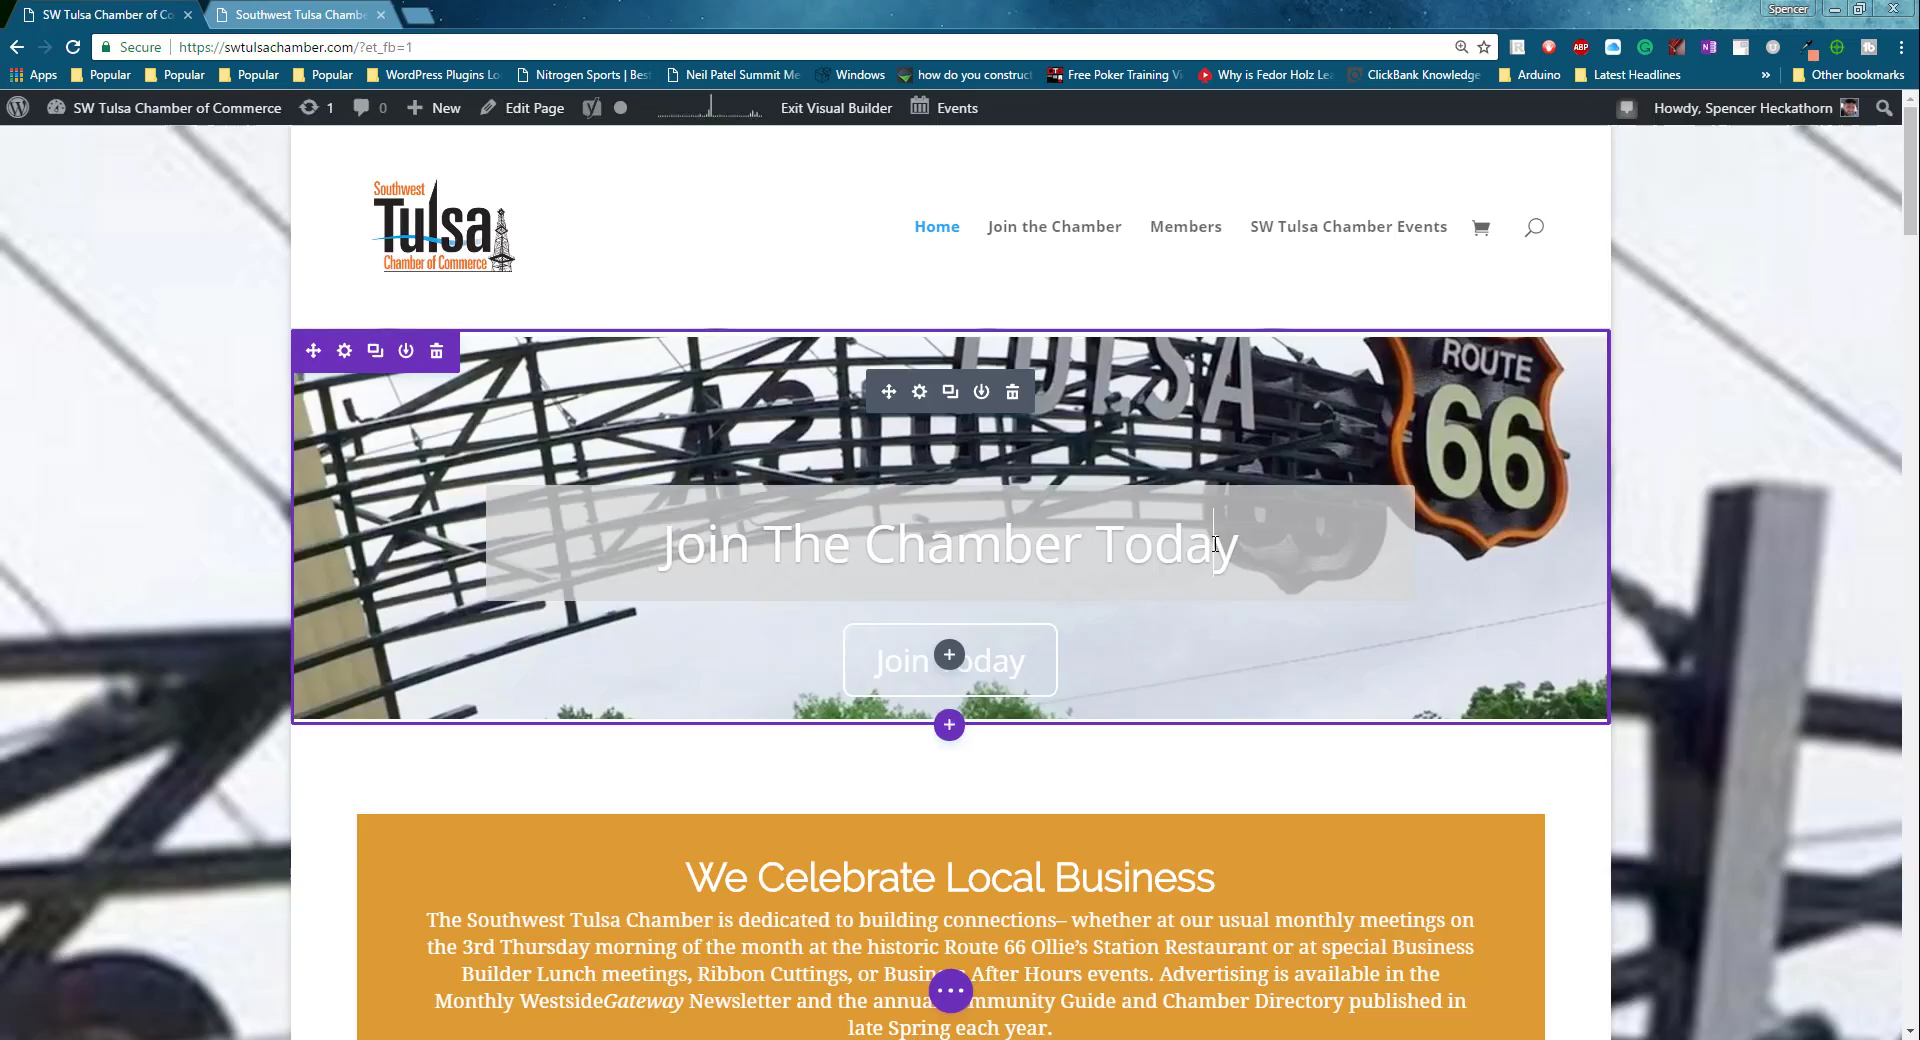 SW Tulsa Chamber of Co
Southwest Tulsa Chambe
Spencer
Secure
https://swtulsachamber.com/?et_fb=1
ABP
Apps
Popular
Popular
Popular
Popular
WordPress Plugins Lo
Nitrogen Sports | Best
Neil Patel Summit Me
Windows
how do you construct
Free Poker Training Vi
Why is Fedor Holz Lea
ClickBank Knowledge
Arduino
Latest Headlines
»
Other bookmarks
SW Tulsa Chamber of Commerce
1
0
New
Edit Page
Exit Visual Builder
Events
Howdy, Spencer Heckathorn
Southwest
Tulsa
Chamber of Commerce
Home
Join the Chamber
Members
SW Tulsa Chamber Events
TULSA
ROUTE
66
Join The Chamber Today
Join Today
We Celebrate Local Business
The Southwest Tulsa Chamber is dedicated to building connections– whether at our usual monthly meetings on
the 3rd Thursday morning of the month at the historic Route 66 Ollie’s Station Restaurant or at special Business
Builder Lunch meetings, Ribbon Cuttings, or Business After Hours events. Advertising is available in the
Monthly WestsideGateway Newsletter and the annual Community Guide and Chamber Directory published in
late Spring each year.